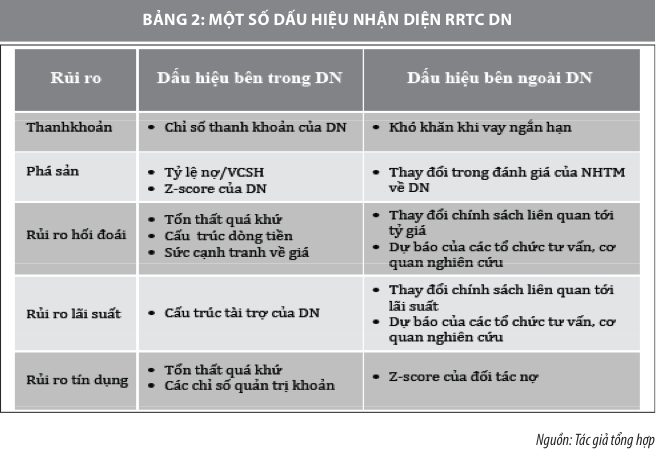 BẢNG 2: MỘT SỐ DẤU HIỆU NHẬN DIỆN RRTC DN
Rủi ro
Dấu hiệu bên trong DN
Dấu hiệu bên ngoài DN
Thanhkhoản
• Chỉ số thanh khoản của DN
• Khó khăn khi vay ngắn hạn
Phá sản
• Tỷ lệ nợ/VCSH
• Z-score của DN
• Thay đổi trong đánh giá của NHTM
về DN
Rủi ro hối đoái
• Tổn thất quá khứ
• Cấu trúc dòng tiền
• Sức cạnh tranh về giá
• Thay đổi chính sách liên quan tới
tỷ giá
• Dự báo của các tổ chức tư vấn, cơ
quan nghiên cứu
Rủi ro lãi suất
• Cấu trúc tài trợ của DN
• Thay đổi chính sách liên quan tới
lãi suất
• Dự báo của các tổ chức tư vấn, cơ
quan nghiên cứu
Rủi ro tín dụng
• Tổn thất quá khứ
• Các chỉ số quản trị khoản
• Z-score của đối tác nợ
Nguồn: Tác giả tổng hợp